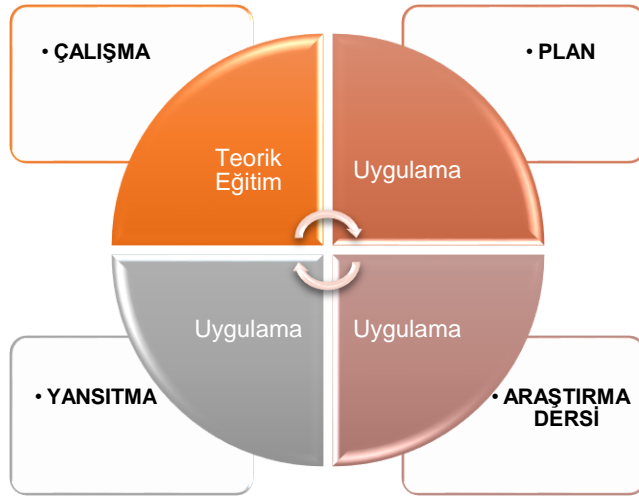 • ÇALIŞMA
• PLAN
Teorik
Eğitim
Uygulama
Uygulama
Uygulama
• YANSITMA
• ARAŞTIRMA
DERSİ